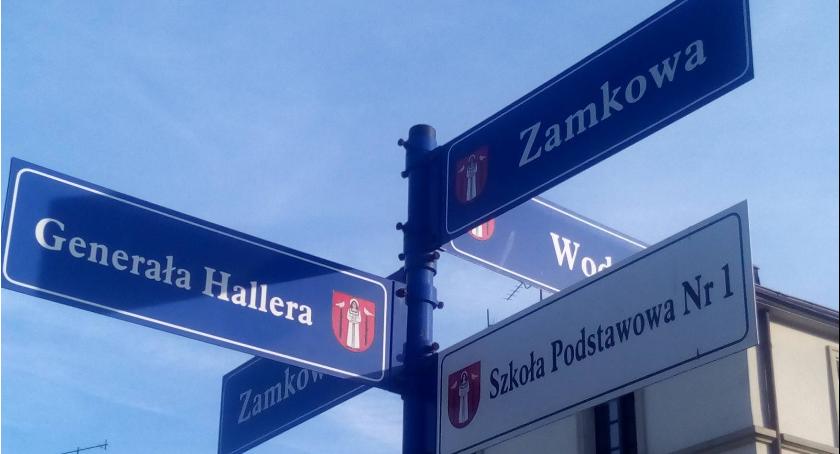 Zamkowa
Generała Hallera
Szkoła Podstawowa Nr 1